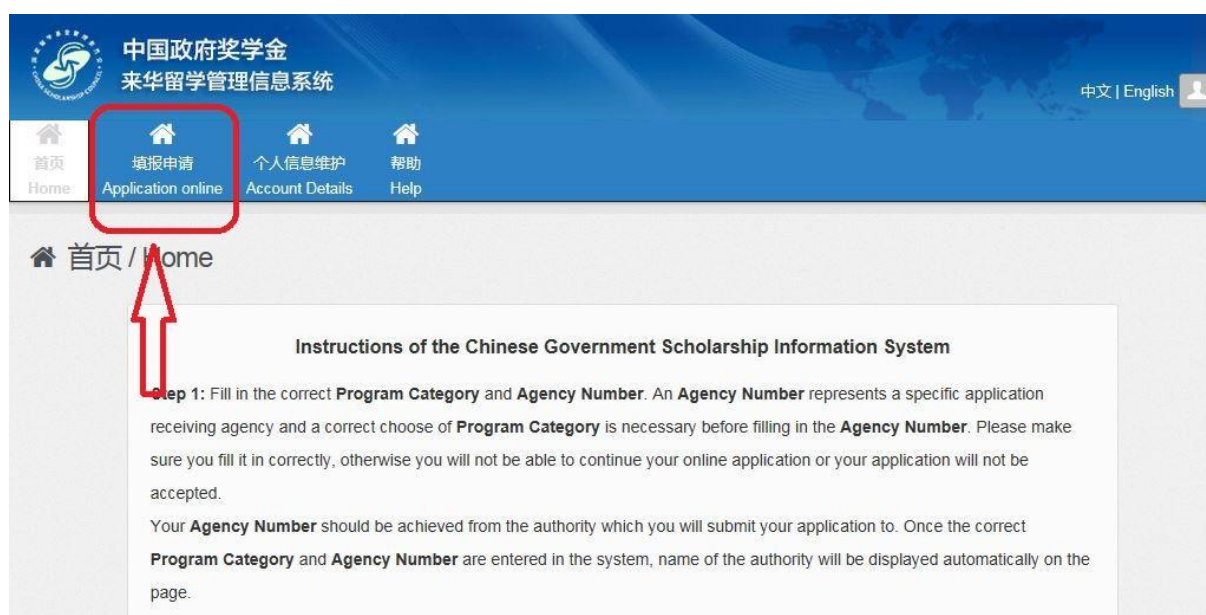 中国政府奖学金
来华留学管理信息系统
中文 | English
首页 填报申请 个人信息维护 帮助
Home Application online Account Details Help
首页 / Home
Instructions of the Chinese Government Scholarship Information System
Step 1: Fill in the correct Program Category and Agency Number. An Agency Number represents a specific application
receiving agency and a correct choose of Program Category is necessary before filling in the Agency Number. Please make
sure you fill it in correctly, otherwise you will not be able to continue your online application or your application will not be
accepted.
Your Agency Number should be achieved from the authority which you will submit your application to. Once the correct
Program Category and Agency Number are entered in the system, name of the authority will be displayed automatically on the
page.